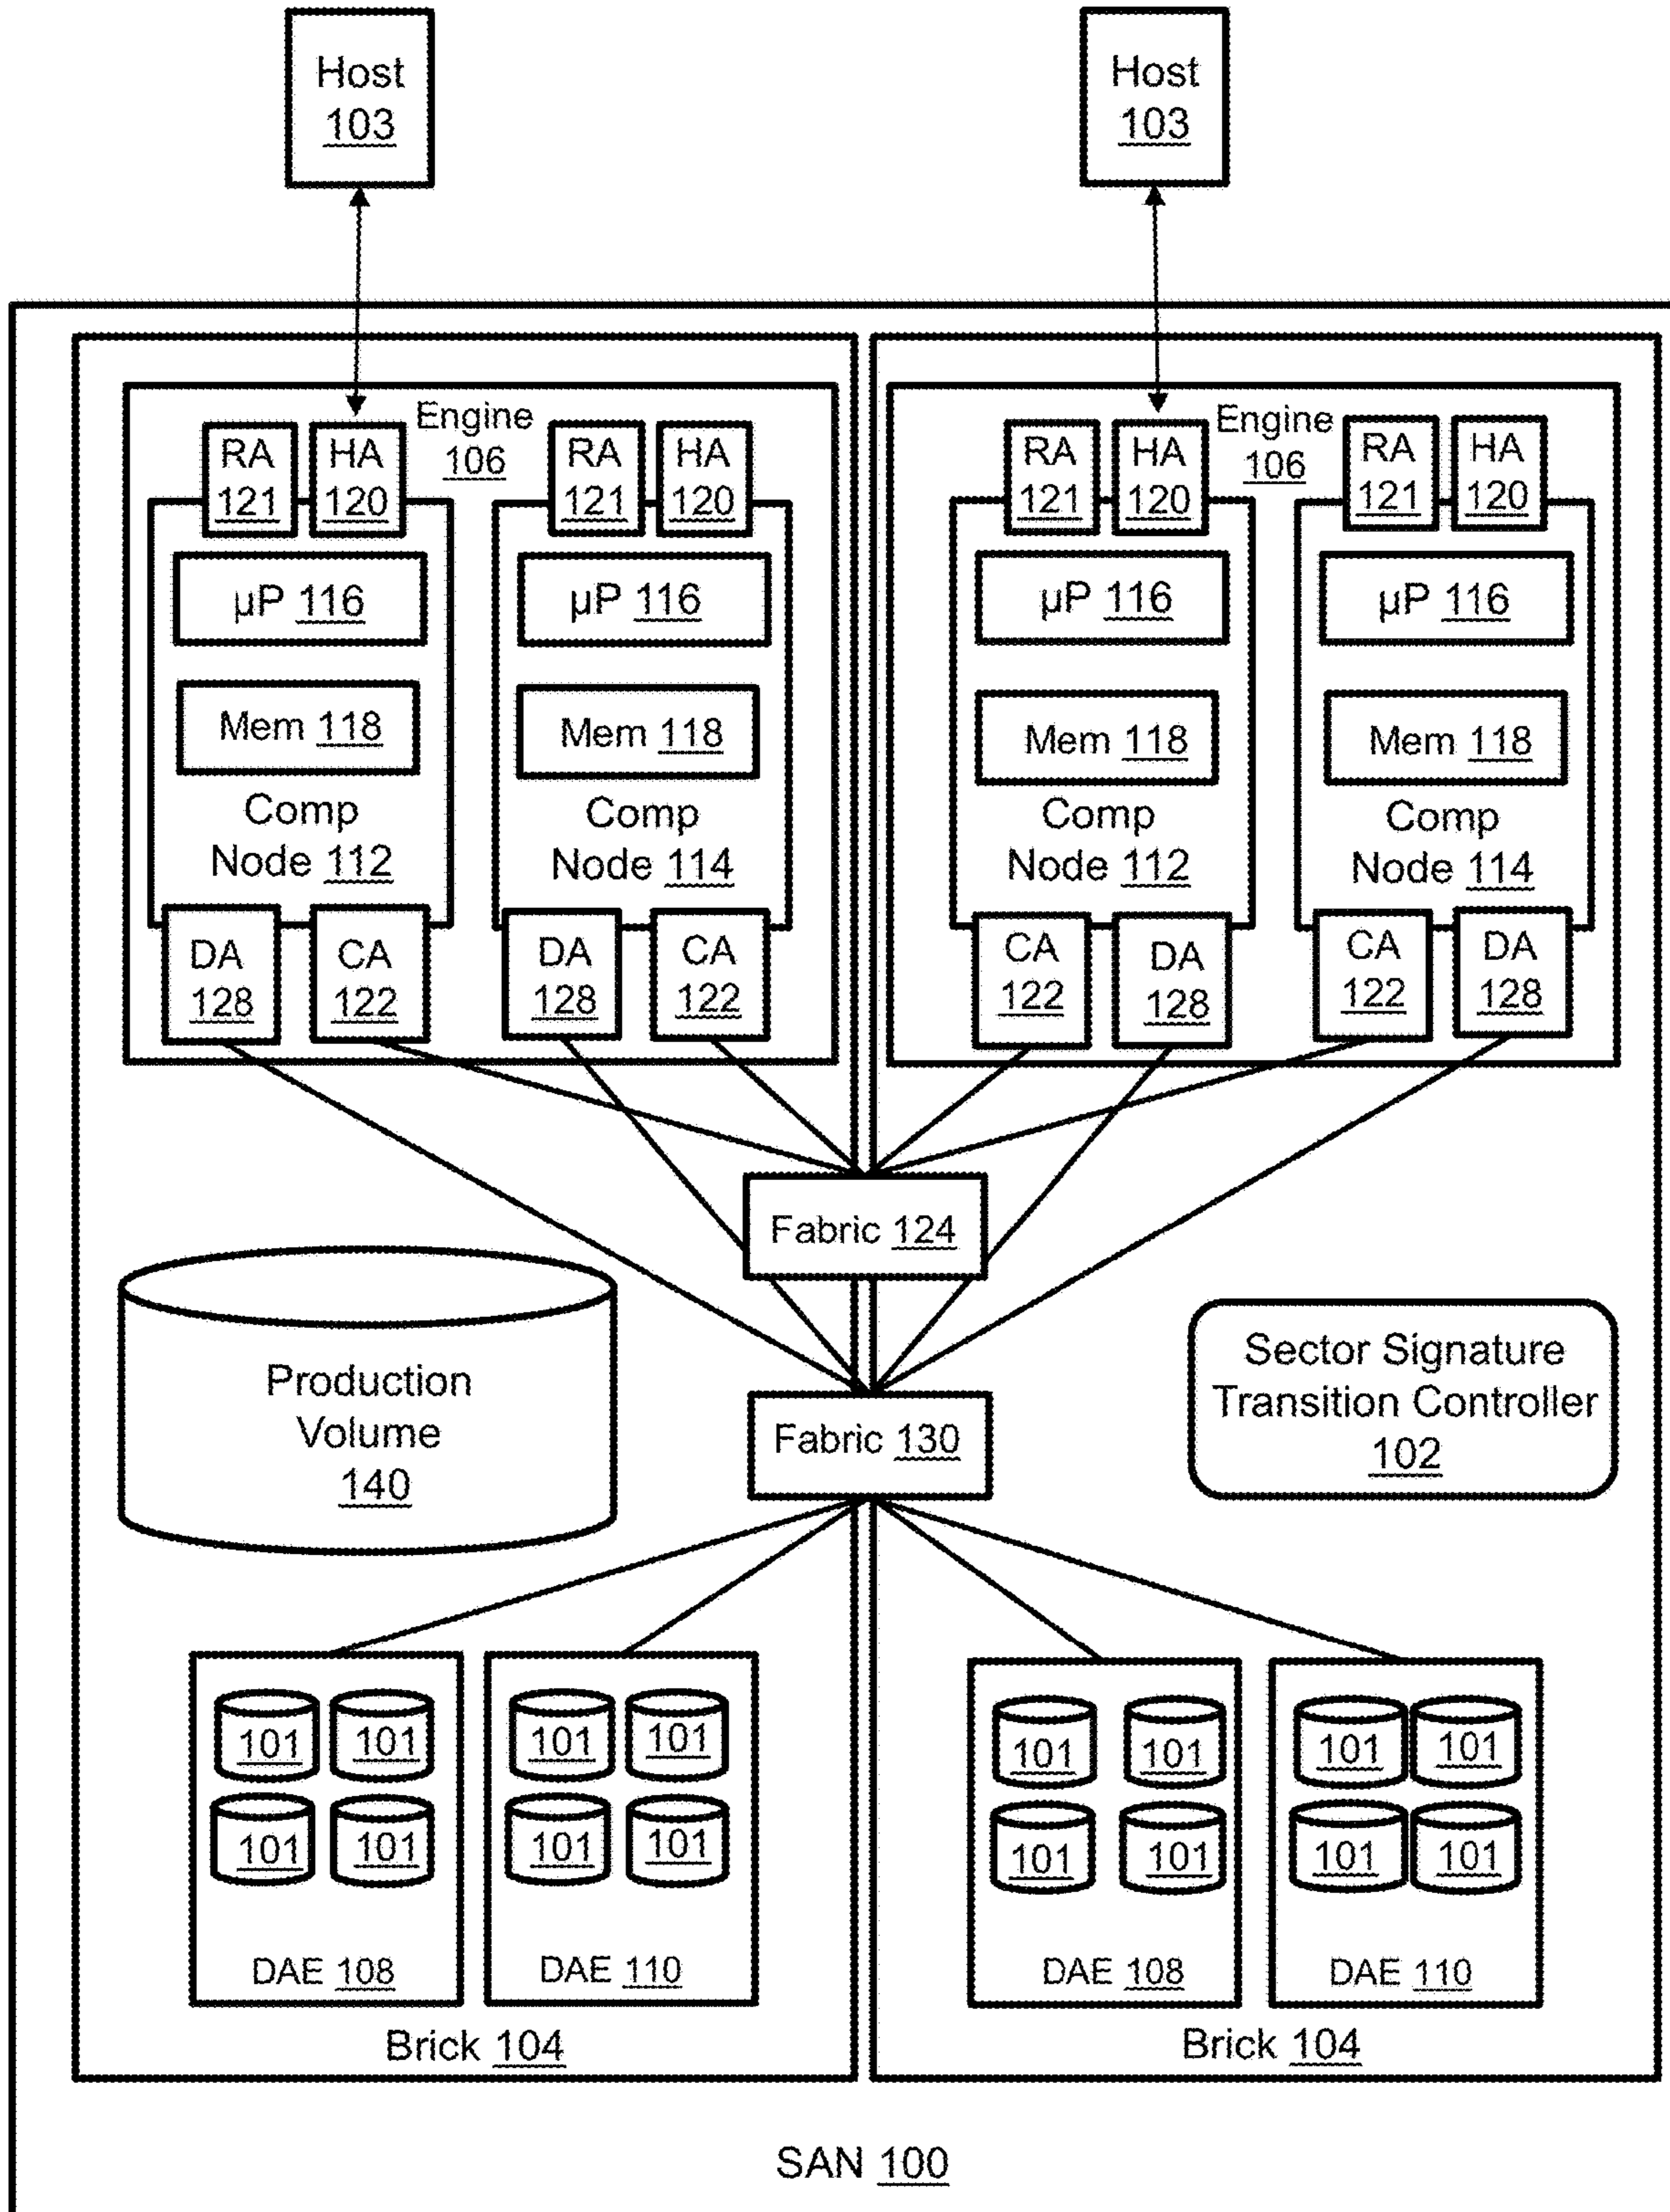 Host
103
Host
103
Engine
106
RA
121
HA
120
RA
121
HA
120
µP 116
µP 116
Mem 118
Mem 118
Comp
Node 112
Comp
Node 114
DA
128
CA
122
DA
128
CA
122
Engine
106
RA
121
HA
120
RA
121
HA
120
µP 116
µP 116
Mem 118
Mem 118
Comp
Node 112
Comp
Node 114
CA
122
DA
128
CA
122
DA
128
Fabric 124
Production
Volume
140
Fabric 130
Sector Signature
Transition Controller
102
101
101
101
101
DAE 108
101
101
101
101
DAE 110
Brick 104
101
101
101
101
DAE 108
101
101
101
101
DAE 110
Brick 104
SAN 100